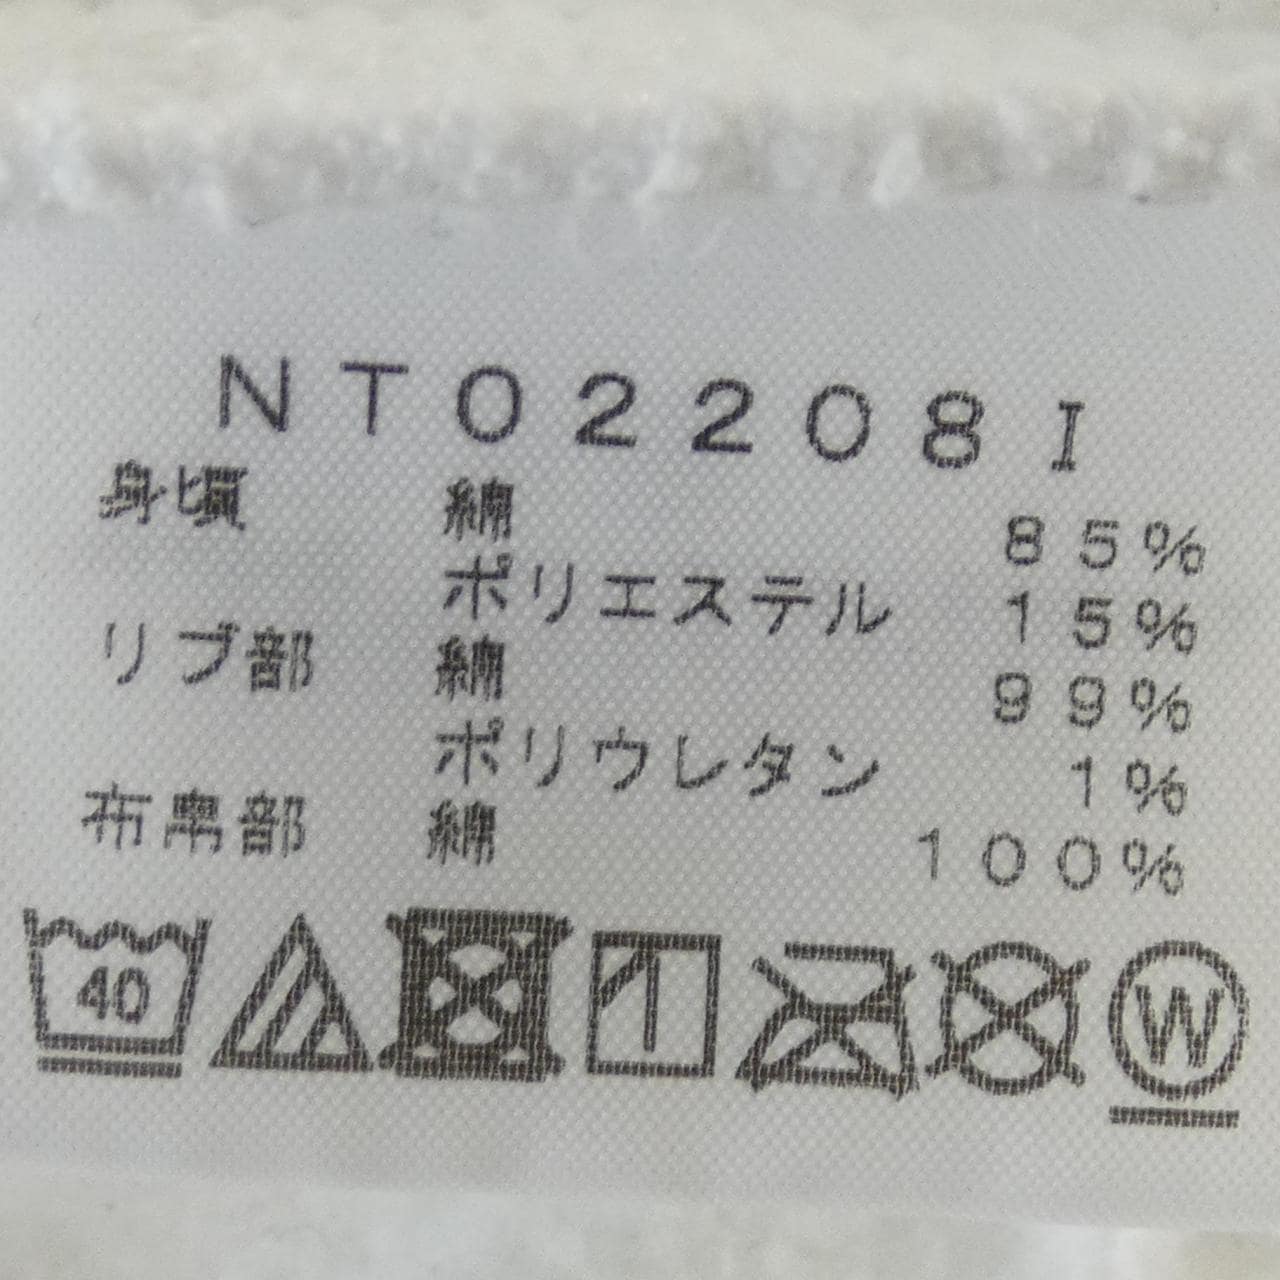 NT02208I
身頃 綿 85%
ポリエステル 15%
リブ部 綿 99%
ポリウレタン 1%
布帛部 綿 100%
40 W